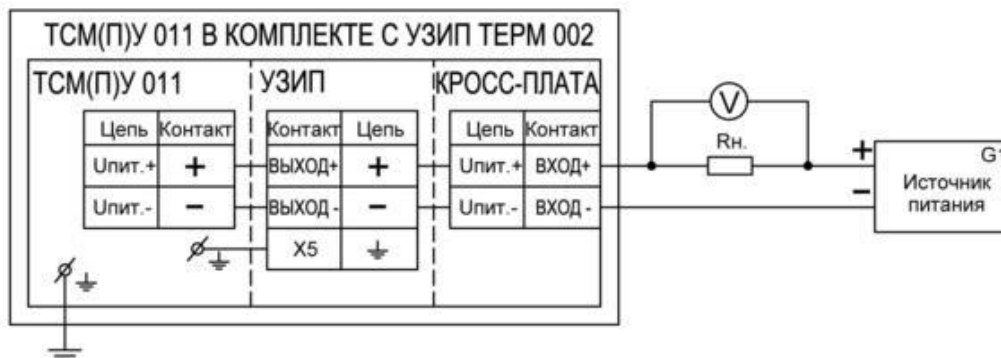 ТСМ(П)У 011 В КОМПЛЕКТЕ С УЗИП ТЕРМ 002
ТСМ(П)У 011
УЗИП
КРОСС-ПЛАТА
Цепь Контакт
Uпит.+ +
Uпит.- −
Контакт Цепь
ВЫХОД+ +
ВЫХОД - −
X5
Цепь Контакт
Uпит.+ ВХОД+
Uпит.- ВХОД -
V
Rн.
+
−
G1
Источник
питания